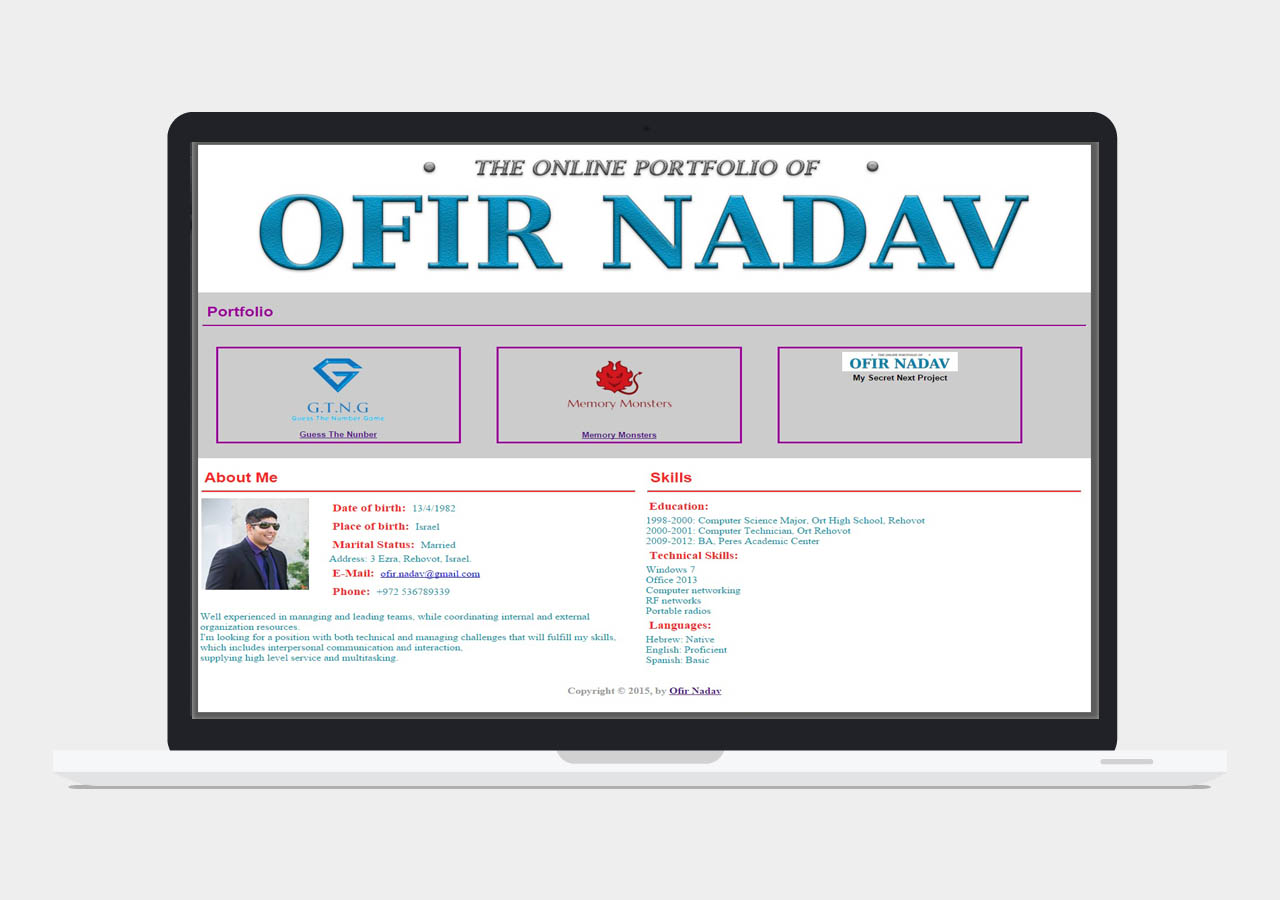 THE ONLINE PORTFOLIO OF
OFIR NADAV
Portfolio
G.T.N.G
Guess The Number Game
Guess The Nunber
Memory Monsters
Memory Monsters
THE ONLINE PORTFOLIO OF
OFIR NADAV
My Secret Next Project
About Me
Date of birth: 13/4/1982
Place of birth: Israel
Marital Status: Married
Address: 3 Ezra, Rehovot, Israel.
E-Mail: ofir.nadav@gmail.com
Phone: +972 536789339
Well experienced in managing and leading teams, while coordinating internal and external
organization resources.
I'm looking for a position with both technical and managing challenges that will fulfill my skills,
which includes interpersonal communication and interaction,
supplying high level service and multitasking.
Skills
Education:
1998-2000: Computer Science Major, Ort High School, Rehovot
2000-2001: Computer Technician, Ort Rehovot
2009-2012: BA, Peres Academic Center
Technical Skills:
Windows 7
Office 2013
Computer networking
RF networks
Portable radios
Languages:
Hebrew: Native
English: Proficient
Spanish: Basic
Copyright © 2015, by Ofir Nadav